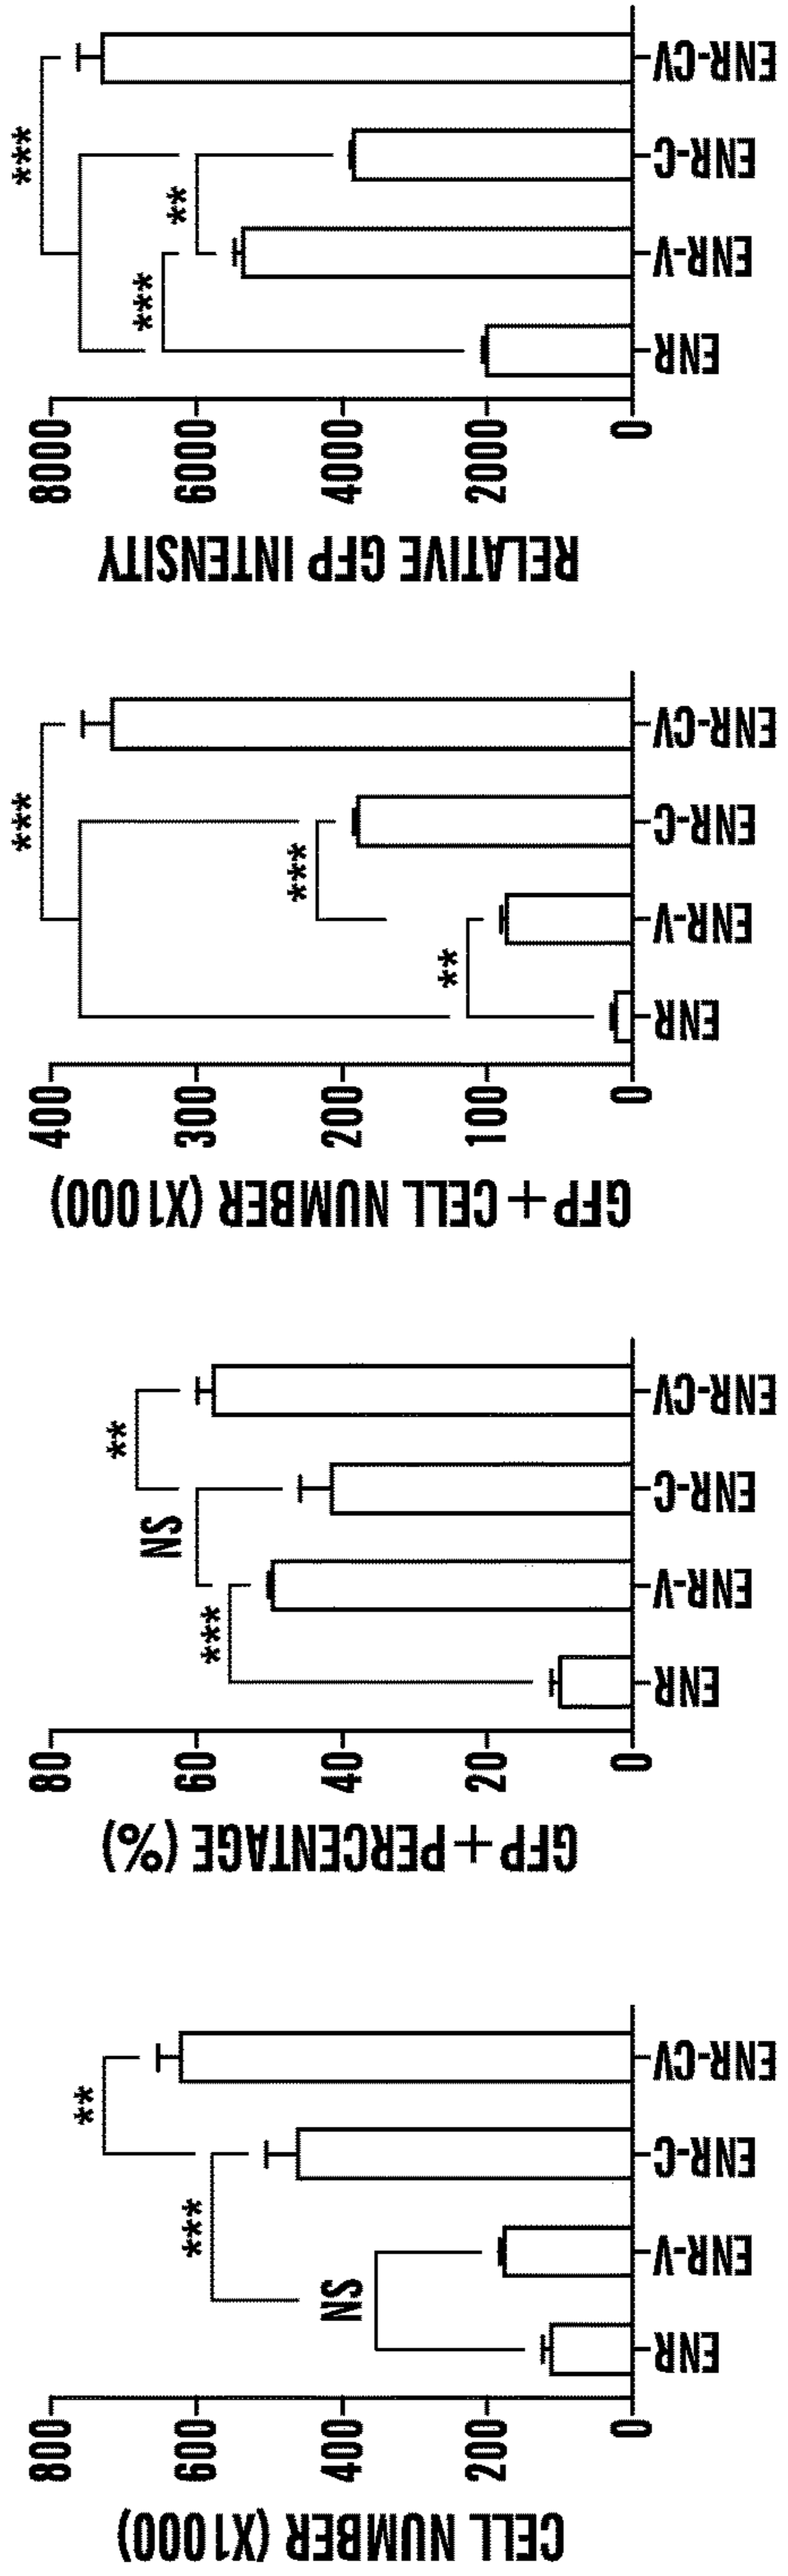 CELL NUMBER (X1000)
800
600
400
200
0
NS
***
**
ENR
ENR-V
ENR-C
ENR-CV
GFP+PERCENTAGE (%)
80
60
40
20
0
***
NS
**
ENR
ENR-V
ENR-C
ENR-CV
GFP+CELL NUMBER (X1000)
400
300
200
100
0
**
***
***
ENR
ENR-V
ENR-C
ENR-CV
RELATIVE GFP INTENSITY
8000
6000
4000
2000
0
***
**
***
ENR
ENR-V
ENR-C
ENR-CV